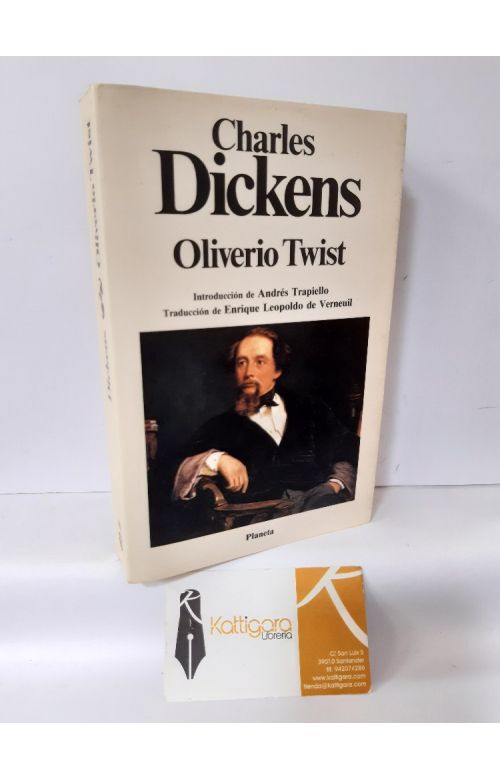 Charles
Dickens
Oliverio Twist
Introducción de Andrés Trapiello
Traducción de Enrique Leopoldo de Verneuil
Planeta
Kattigara
Librería
C/ San Luis 5
39010 Santander
tlf. 942074286
www.kattigara.com
tienda@kattigara.com